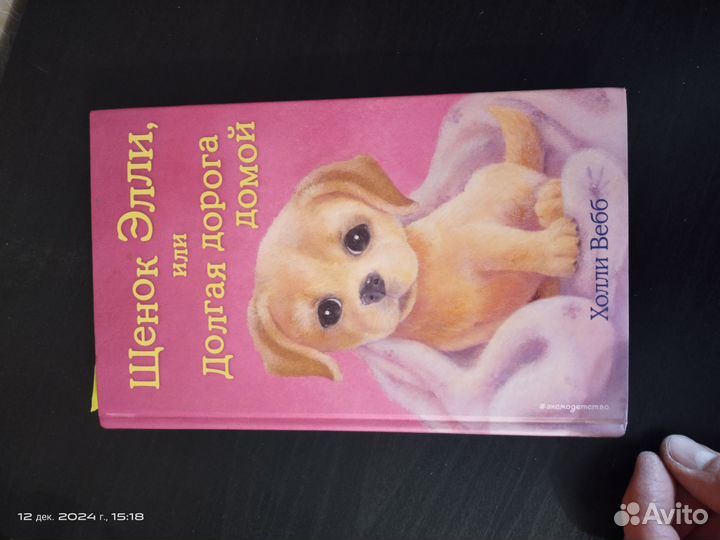 Щенок Элли,
или
Долгая дорога
домой
Холли Вебб
#эксмодетство
12 дек. 2024 г., 15:18
Avito